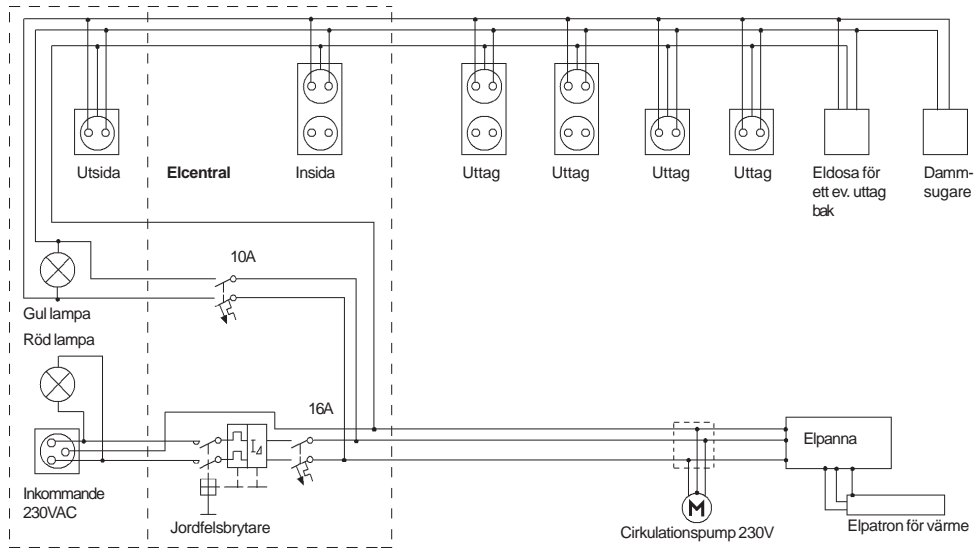 Utsida
Elcentral
Insida
Uttag
Uttag
Uttag
Uttag
Eldosa för
ett ev. uttag
bak
Damm-
sugare
10A
Gul lampa
Röd lampa
16A
I∆
Elpanna
Inkommande
230VAC
Jordfelsbrytare
M
Cirkulationspump 230V
Elpatron för värme